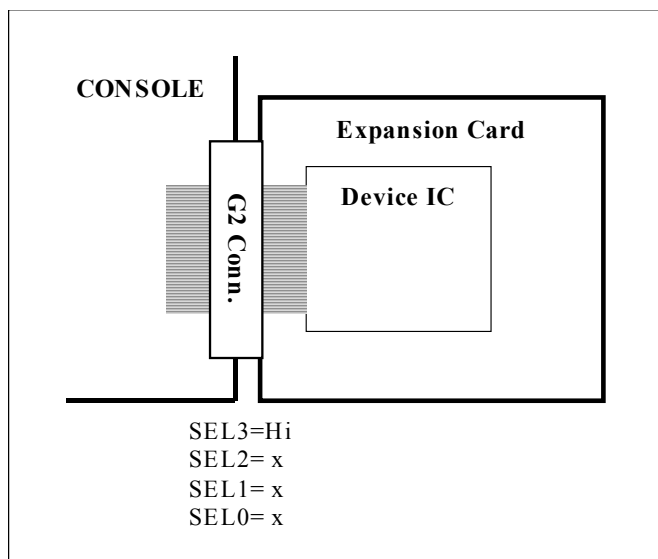 CONSOLE
Expansion Card
Device IC
G2 Conn.
SEL3=Hi
SEL2= x
SEL1= x
SEL0= x